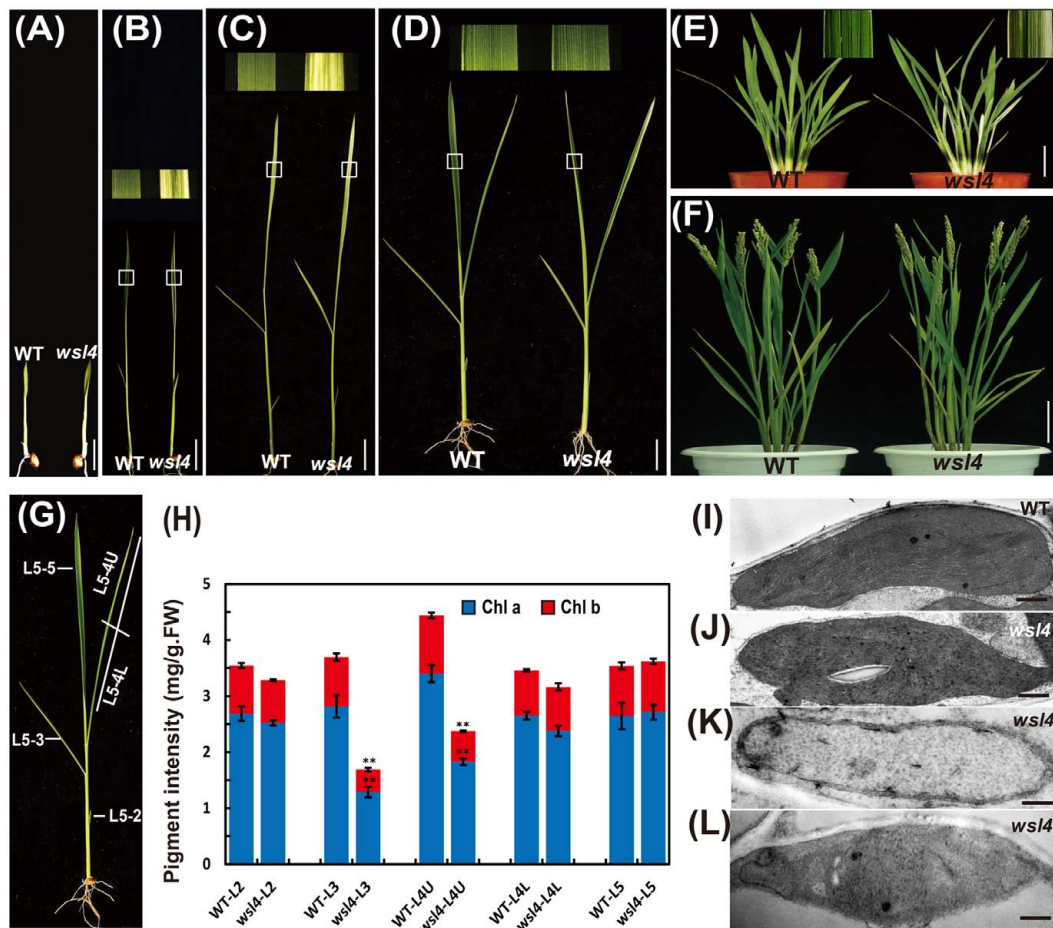 (A)
WT
wsl4
(B)
WT
wsl4
(C)
WT
wsl4
(D)
WT
wsl4
(E)
WT
wsl4
(F)
WT
wsl4
(G)
L5-5
L5-4U
L5-4L
L5-3
L5-2
(H)
Pigment intensity (mg/g.FW)
5
4
3
2
1
0
Chl a
Chl b
**
**
**
**
WT-L2
wsl4-L2
WT-L3
wsl4-L3
WT-L4U
wsl4-L4U
WT-L4L
wsl4-L4L
WT-L5
wsl4-L5
(I)
WT
(J)
wsl4
(K)
wsl4
(L)
wsl4